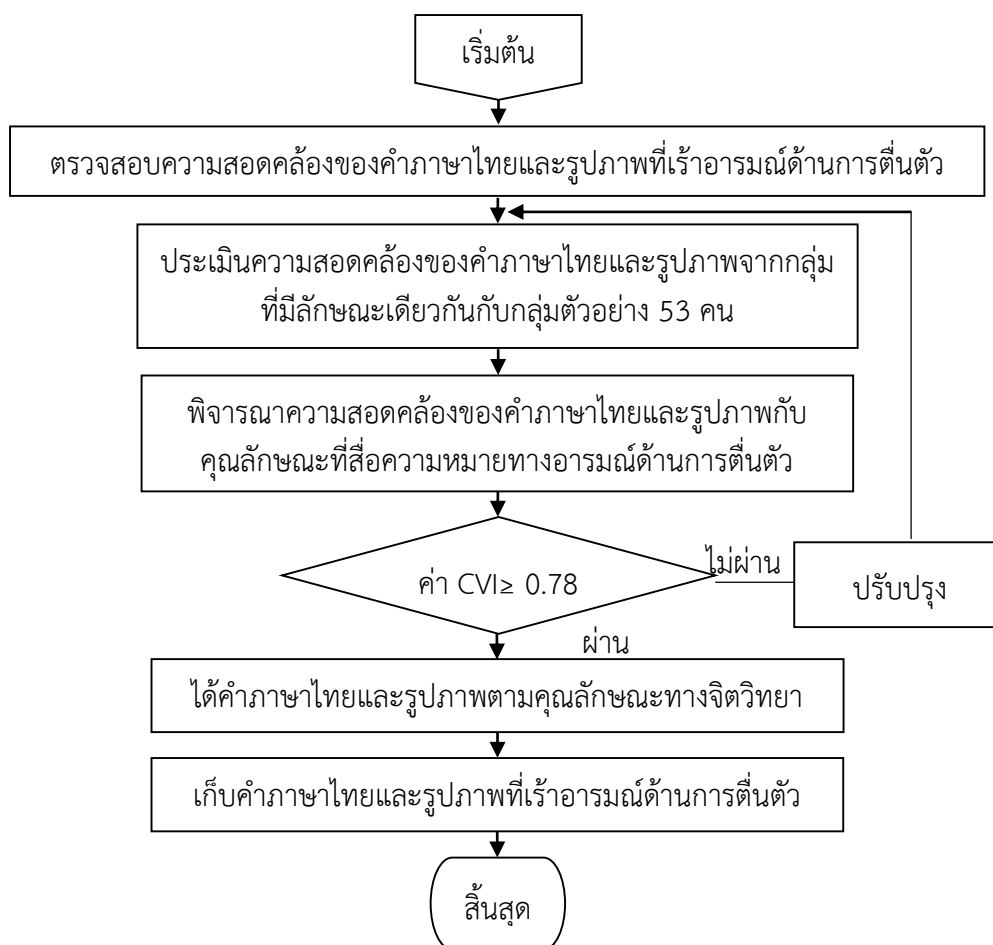 เริ่มต้น
ตรวจสอบความสอดคล้องของคำภาษาไทยและรูปภาพที่เร้าอารมณ์ด้านการตื่นตัว
ประเมินความสอดคล้องของคำภาษาไทยและรูปภาพจากกลุ่ม
ที่มีลักษณะเดียวกันกับกลุ่มตัวอย่าง 53 คน
พิจารณาความสอดคล้องของคำภาษาไทยและรูปภาพกับ
คุณลักษณะที่สื่อความหมายทางอารมณ์ด้านการตื่นตัว
ค่า CVI≥ 0.78
ไม่ผ่าน
ปรับปรุง
ผ่าน
ได้คำภาษาไทยและรูปภาพตามคุณลักษณะทางจิตวิทยา
เก็บคำภาษาไทยและรูปภาพที่เร้าอารมณ์ด้านการตื่นตัว
สิ้นสุด